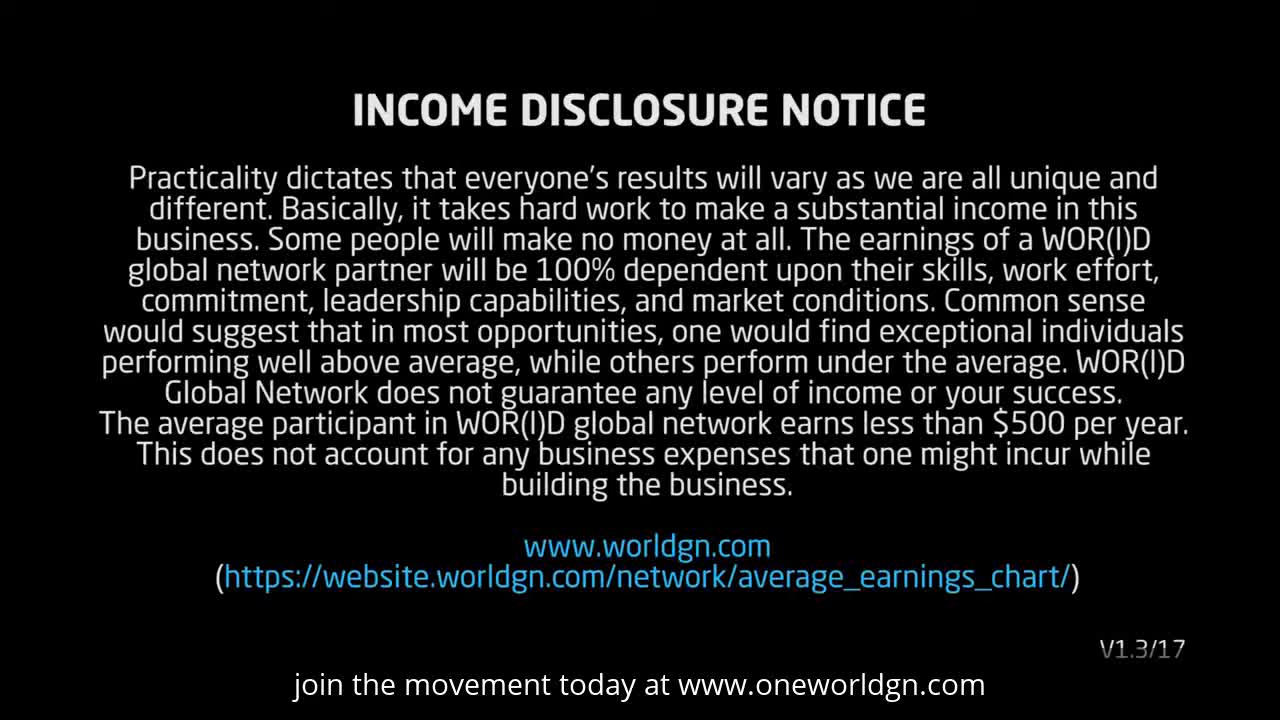 INCOME DISCLOSURE NOTICE
Practicality dictates that everyone's results will vary as we are all unique and
different. Basically, it takes hard work to make a substantial income in this
business. Some people will make no money at all. The earnings of a WOR(I)D
global network partner will be 100% dependent upon their skills, work effort,
commitment, leadership capabilities, and market conditions. Common sense
would suggest that in most opportunities, one would find exceptional individuals
performing well above average, while others perform under the average. WOR(I)D
Global Network does not guarantee any level of income or your success.
The average participant in WOR(I)D global network earns less than $500 per year.
This does not account for any business expenses that one might incur while
building the business.
www.worldgn.com
(https://website.worldgn.com/network/average_earnings_chart/)
V1.3/17
join the movement today at www.oneworldgn.com